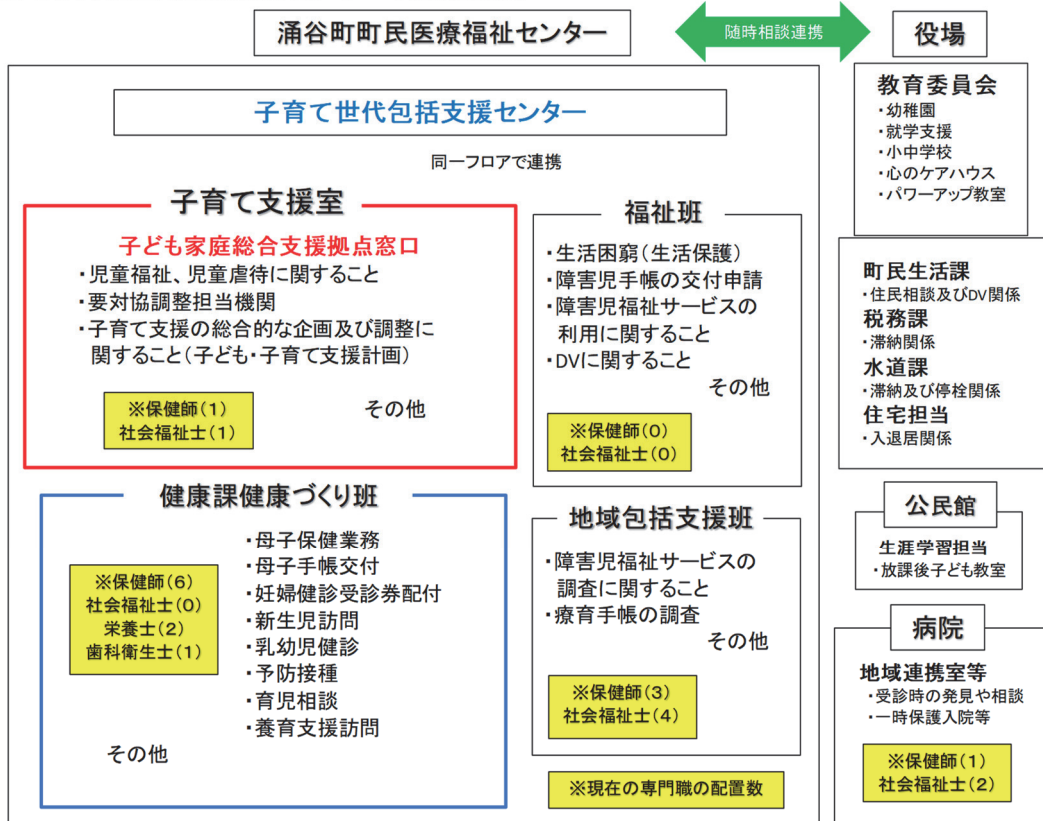 涌谷町町民医療福祉センター
随時相談連携
役場
子育て世代包括支援センター
同一フロアで連携
子育て支援室
子ども家庭総合支援拠点窓口
・児童福祉、児童虐待に関すること
・要対協調整担当機関
・子育て支援の総合的な企画及び調整に
関すること(子ども・子育て支援計画)
※保健師(1)
社会福祉士(1)
その他
福祉班
・生活困窮(生活保護)
・障害児手帳の交付申請
・障害児福祉サービスの
利用に関すること
・DVに関すること
その他
※保健師(0)
社会福祉士(0)
健康課健康づくり班
※保健師(6)
社会福祉士(0)
栄養士(2)
歯科衛生士(1)
・母子保健業務
・母子手帳交付
・妊婦健診受診券配付
・新生児訪問
・乳幼児健診
・予防接種
・育児相談
・養育支援訪問
その他
地域包括支援班
・障害児福祉サービスの
調査に関すること
・療育手帳の調査
その他
※保健師(3)
社会福祉士(4)
※現在の専門職の配置数
教育委員会
・幼稚園
・就学支援
・小中学校
・心のケアハウス
・パワーアップ教室
町民生活課
・住民相談及びDV関係
税務課
・滞納関係
水道課
・滞納及び停栓関係
住宅担当
・入退居関係
公民館
生涯学習担当
・放課後子ども教室
病院
地域連携室等
・受診時の発見や相談
・一時保護入院等
※保健師(1)
社会福祉士(2)